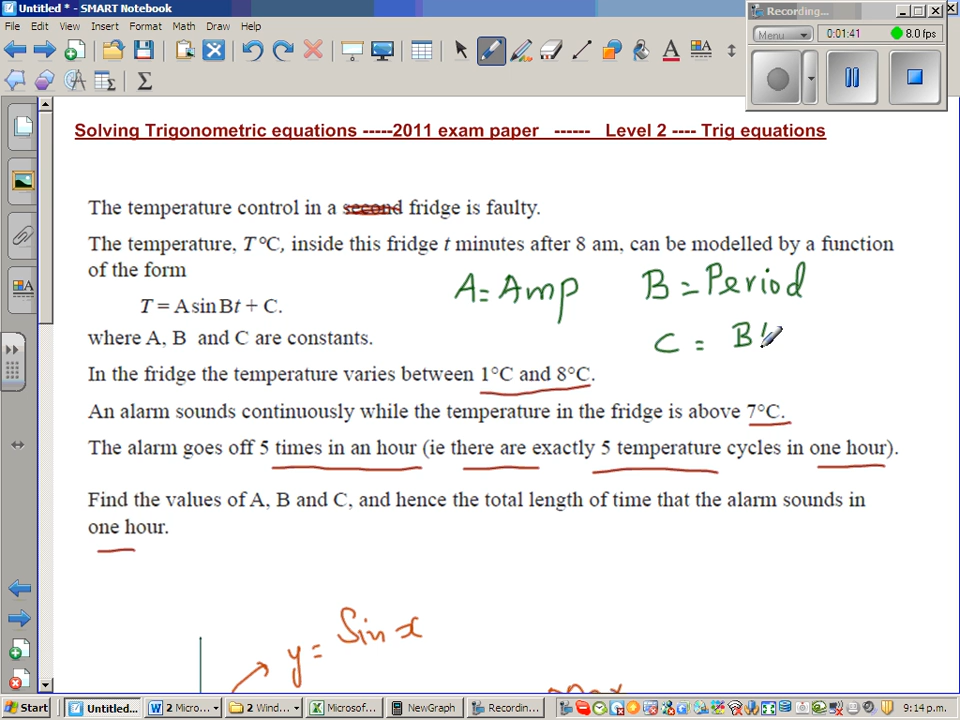 Untitled * - SMART Notebook
Recording...
File Edit View Insert Format Math Draw Help
Menu 0:01:41 8.0 fps
Solving Trigonometric equations -----2011 exam paper ------ Level 2 ---- Trig equations
The temperature control in a second fridge is faulty.
The temperature, T°C, inside this fridge t minutes after 8 am, can be modelled by a function
of the form
A= Amp B = Period
T = A sin Bt + C.
where A, B and C are constants.
C = B
In the fridge the temperature varies between 1°C and 8°C.
An alarm sounds continuously while the temperature in the fridge is above 7°C.
The alarm goes off 5 times in an hour (ie there are exactly 5 temperature cycles in one hour).
Find the values of A, B and C, and hence the total length of time that the alarm sounds in
one hour.
y = Sin x
Start Untitled... 2 Micro... 2 Wind... Microsof... NewGraph Recordin... 9:14 p.m.